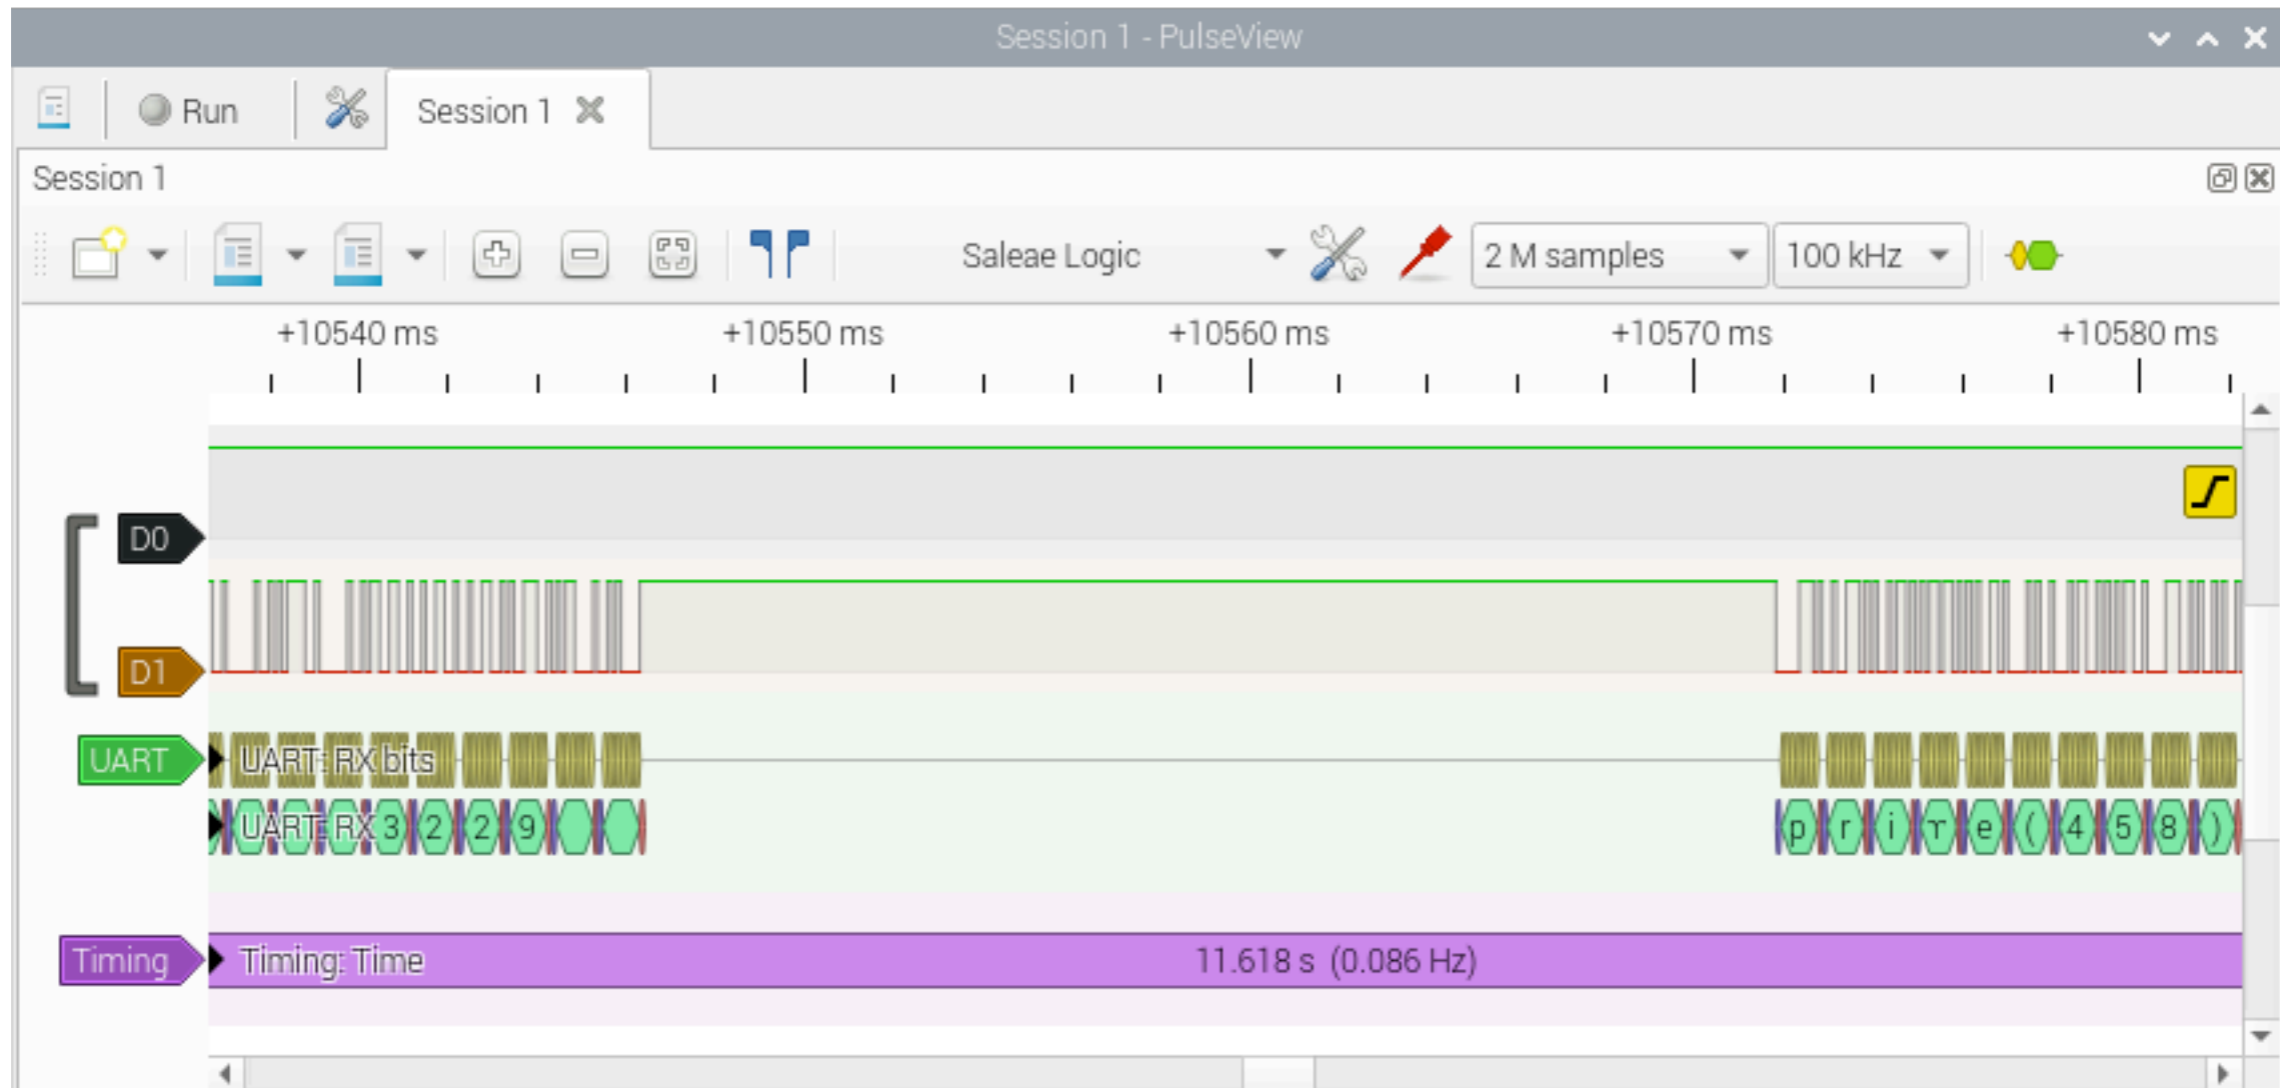 Session 1 - PulseView
Run
Session 1
Session 1
Saleae Logic
2 M samples
100 kHz
+10540 ms +10550 ms +10560 ms +10570 ms +10580 ms
D0
D1
UART
UART: RX bits
UART: RX 3 2 2 9 p r i m e ( 4 5 8 )
Timing
Timing: Time
11.618 s (0.086 Hz)